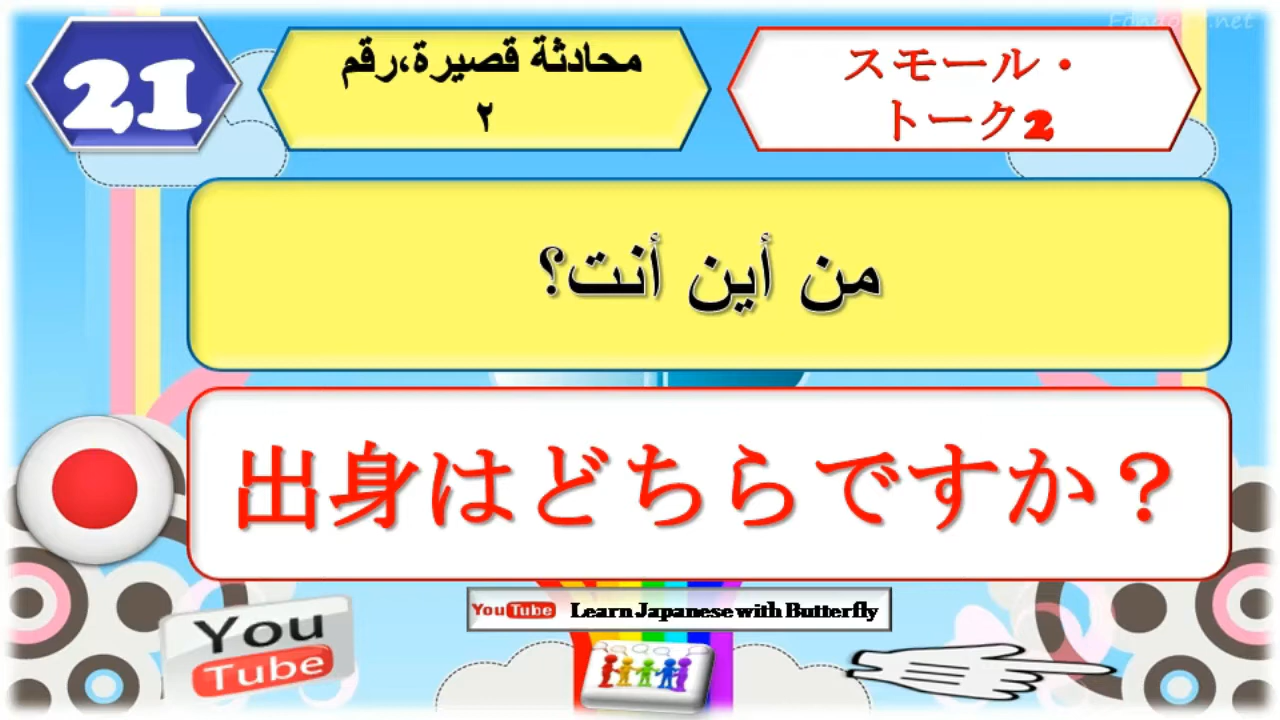 21
محادثة قصيرة،رقم
٢
スモール・
トーク2
من أين أنت؟
出身はどちらですか？
YouTube Learn Japanese with Butterfly
You
Tube